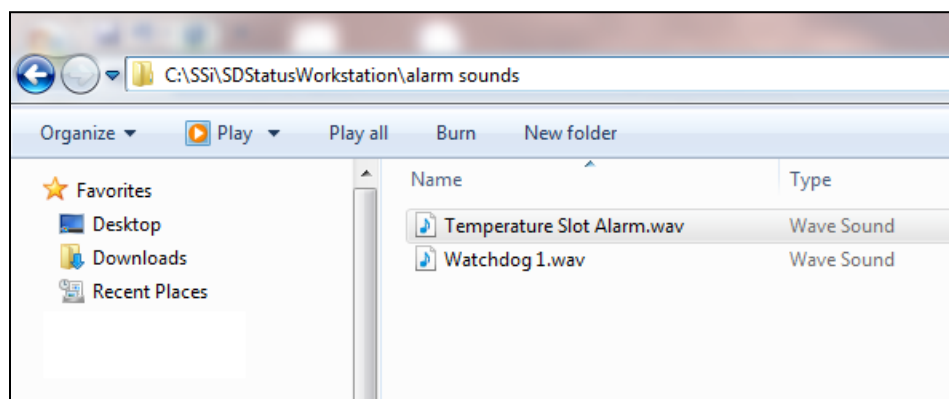 C:\SSi\SDStatusWorkstation\alarm sounds
Organize Play Play all Burn New folder
Favorites
Desktop
Downloads
Recent Places
Name Type
Temperature Slot Alarm.wav Wave Sound
Watchdog 1.wav Wave Sound